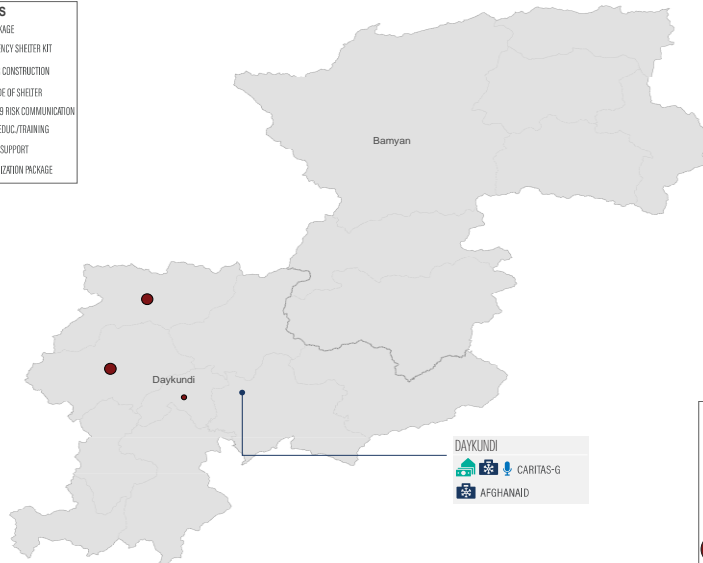 S
KAGE
ENCY SHELTER KIT
CONSTRUCTION
DE OF SHELTER
9 RISK COMMUNICATION
EDUC./TRAINING
SUPPORT
IZATION PACKAGE
Bamyan
Daykundi
DAYKUNDI
CARITAS-G
AFGHANAID